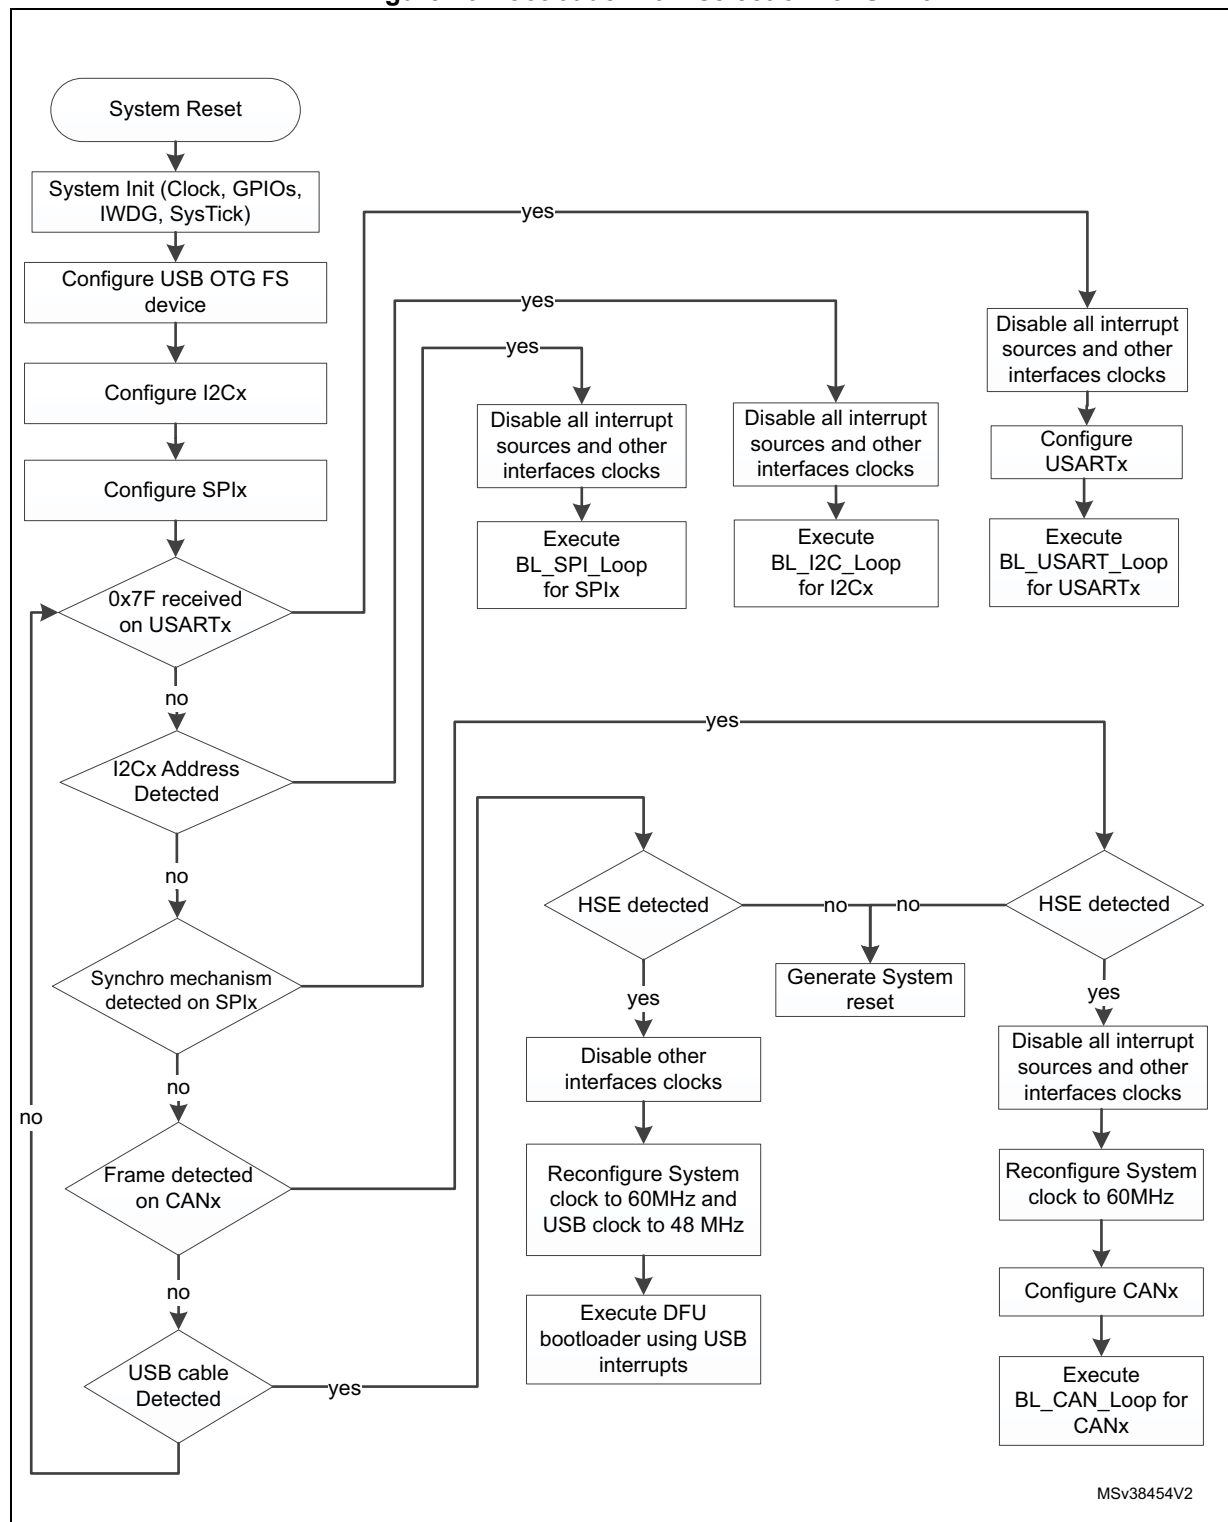 System Reset
System Init (Clock, GPIOs,
IWDG, SysTick)
Configure USB OTG FS
device
Configure I2Cx
Configure SPIx
0x7F received
on USARTx
yes
Disable all interrupt
sources and other
interfaces clocks
Configure
USARTx
Execute
BL_USART_Loop
for USARTx
no
I2Cx Address
Detected
yes
Disable all interrupt
sources and other
interfaces clocks
Execute
BL_I2C_Loop
for I2Cx
no
Synchro mechanism
detected on SPIx
yes
Disable all interrupt
sources and other
interfaces clocks
Execute
BL_SPI_Loop
for SPIx
no
Frame detected
on CANx
yes
HSE detected
no
yes
Disable all interrupt
sources and other
interfaces clocks
Reconfigure System
clock to 60MHz
Configure CANx
Execute
BL_CAN_Loop for
CANx
no
USB cable
Detected
yes
HSE detected
no
Generate System
reset
yes
Disable other
interfaces clocks
Reconfigure System
clock to 60MHz and
USB clock to 48 MHz
Execute DFU
bootloader using USB
interrupts
no
MSv38454V2